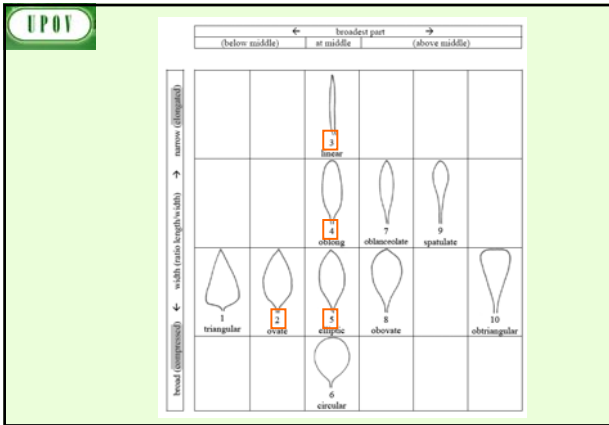 UPOV
← broadest part →
(below middle) at middle (above middle)
narrow (elongated)
3
linear
4 7 9
oblong oblanceolate spatulate
← width (ratio length/width) →
1 2 5 8 10
triangular ovate elliptic obovate obtriangular
broad (compressed)
6
circular